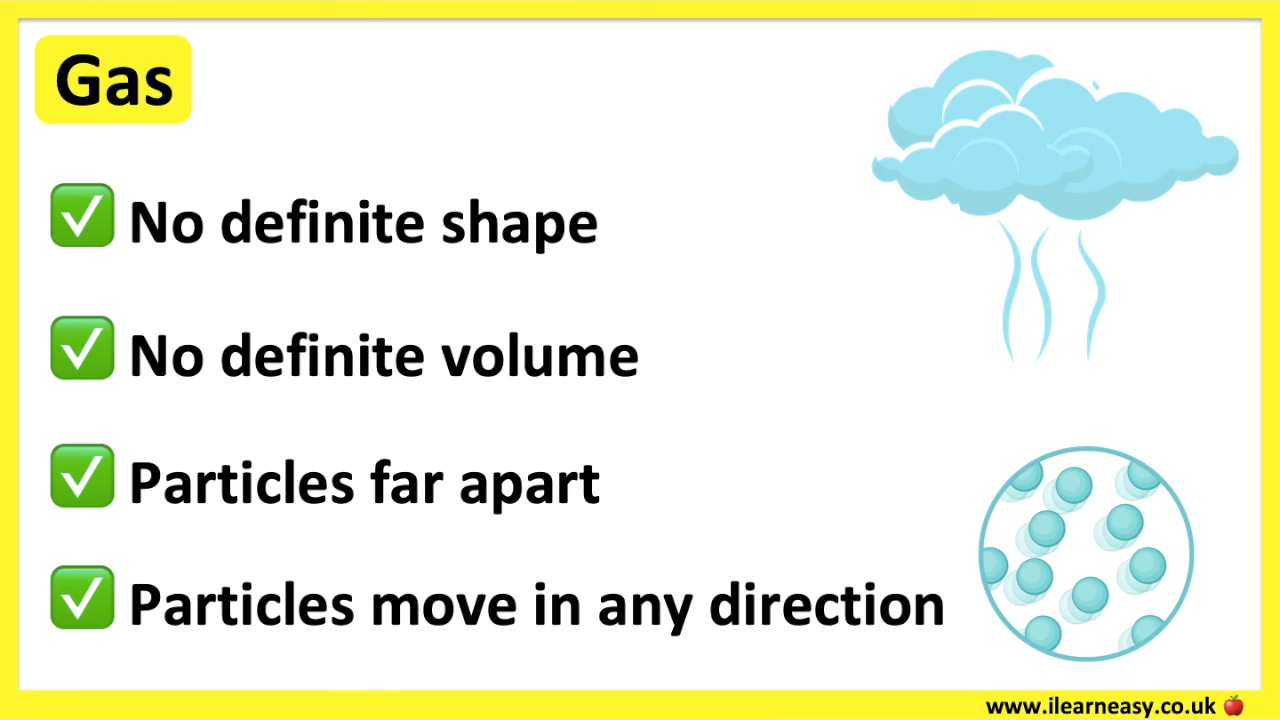 Gas
✅ No definite shape
✅ No definite volume
✅ Particles far apart
✅ Particles move in any direction
www.ilearneasy.co.uk 🍎